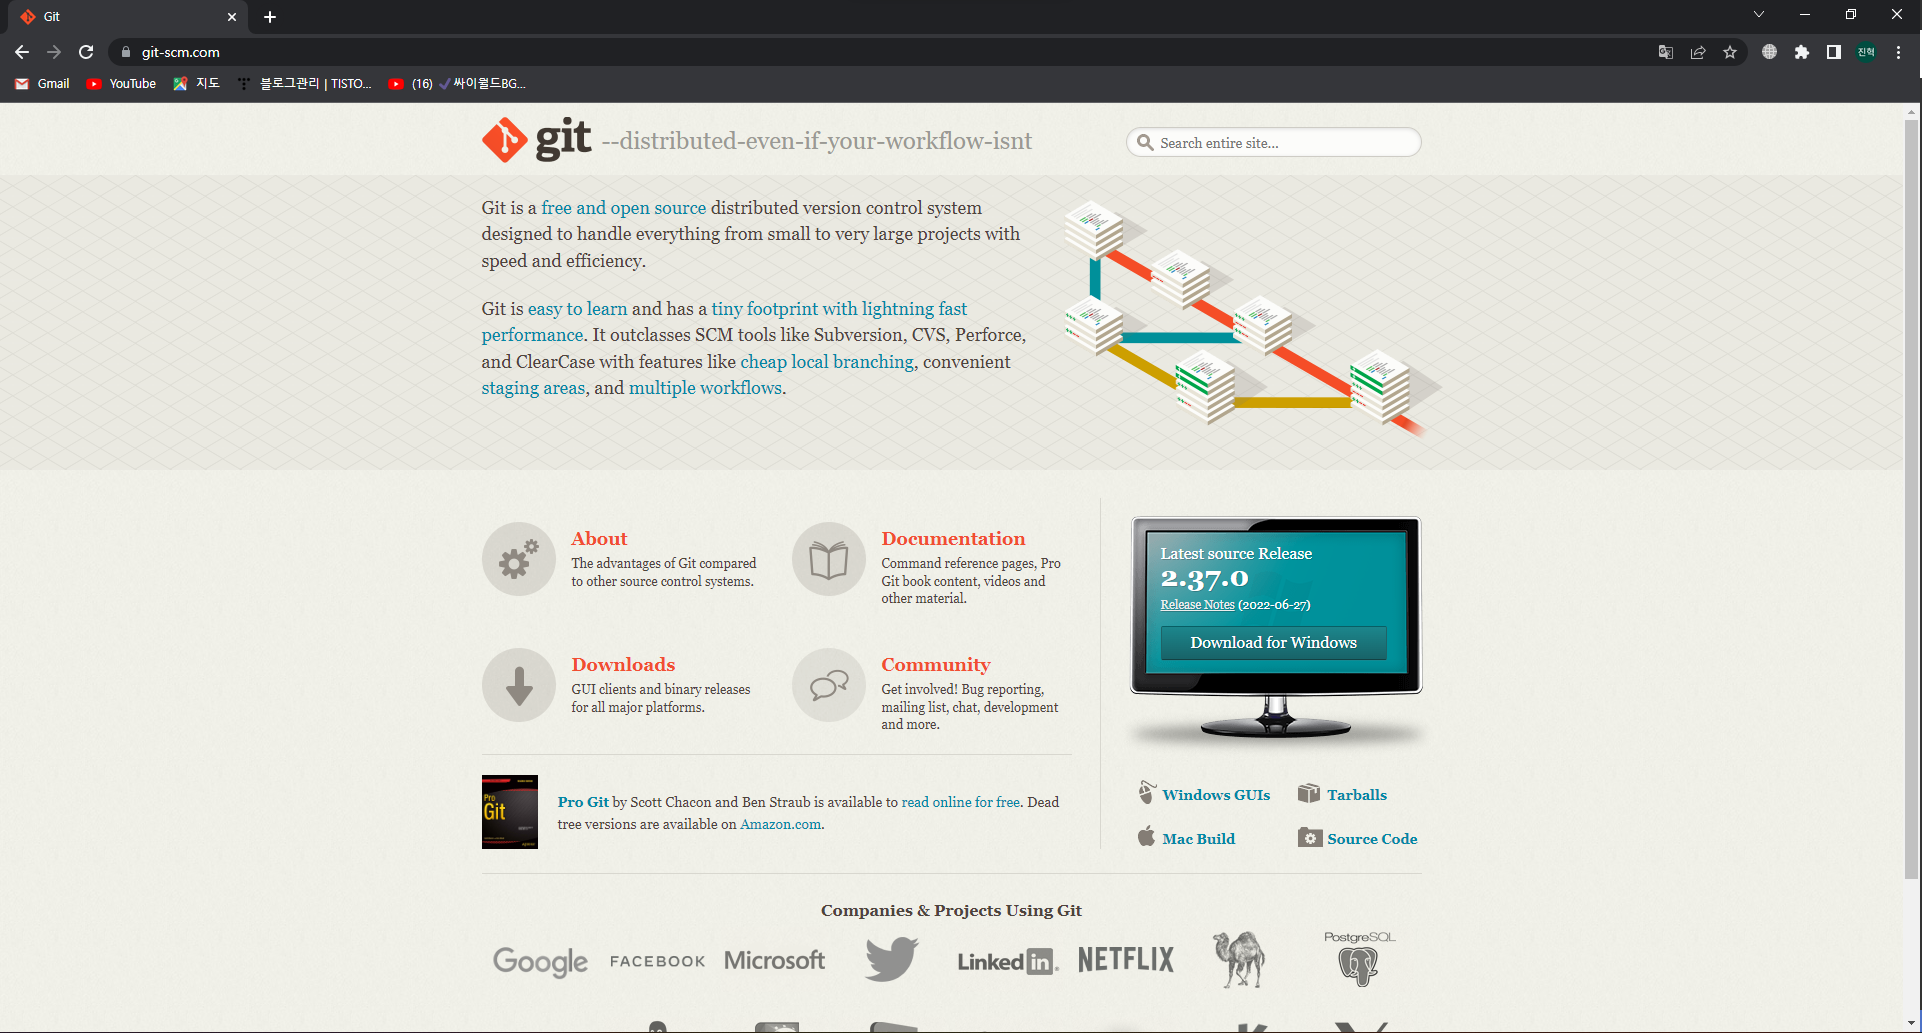 Git
git-scm.com
진혁
Gmail
YouTube
지도
블로그관리 | TISTO...
(16) ✔싸이월드BG...
git --distributed-even-if-your-workflow-isnt
Search entire site...
Git is a free and open source distributed version control system
designed to handle everything from small to very large projects with
speed and efficiency.
Git is easy to learn and has a tiny footprint with lightning fast
performance. It outclasses SCM tools like Subversion, CVS, Perforce,
and ClearCase with features like cheap local branching, convenient
staging areas, and multiple workflows.
About
The advantages of Git compared
to other source control systems.
Documentation
Command reference pages, Pro
Git book content, videos and
other material.
Downloads
GUI clients and binary releases
for all major platforms.
Community
Get involved! Bug reporting,
mailing list, chat, development
and more.
Latest source Release
2.37.0
Release Notes (2022-06-27)
Download for Windows
Pro
Git
Pro Git by Scott Chacon and Ben Straub is available to read online for free. Dead
tree versions are available on Amazon.com.
Windows GUIs
Tarballs
Mac Build
Source Code
Companies & Projects Using Git
Google
FACEBOOK
Microsoft
Linked in
NETFLIX
PostgreSQL